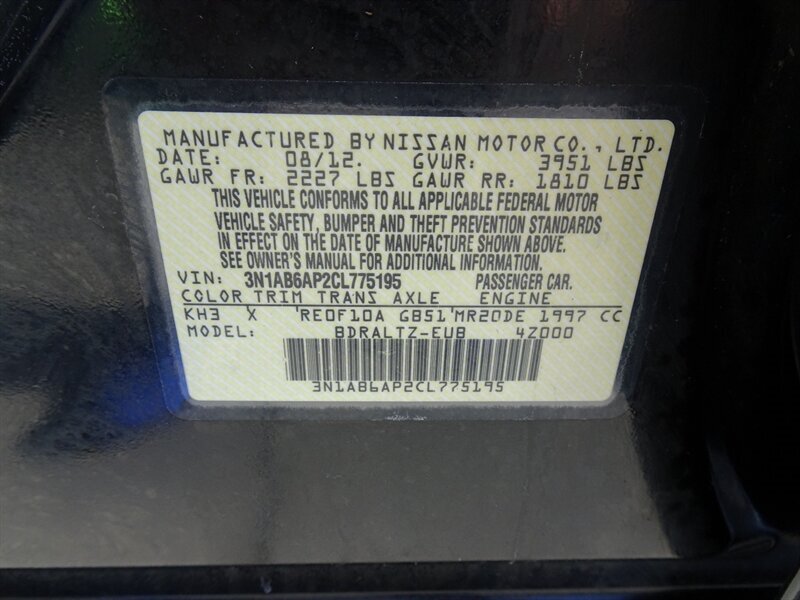 MANUFACTURED BY NISSAN MOTOR CO., LTD.
DATE: 08/12. GVWR: 3951 LBS
GAWR FR: 2227 LBS GAWR RR: 1810 LBS
THIS VEHICLE CONFORMS TO ALL APPLICABLE FEDERAL MOTOR
VEHICLE SAFETY, BUMPER AND THEFT PREVENTION STANDARDS
IN EFFECT ON THE DATE OF MANUFACTURE SHOWN ABOVE.
SEE OWNER'S MANUAL FOR ADDITIONAL INFORMATION.
VIN: 3N1AB6AP2CL775195 PASSENGER CAR.
COLOR TRIM TRANS AXLE ENGINE
KH3 X 'RE0F10A GB51'MR20DE 1997 CC
MODEL: BDRALTZ-EUB 4Z000
3N1AB6AP2CL775195